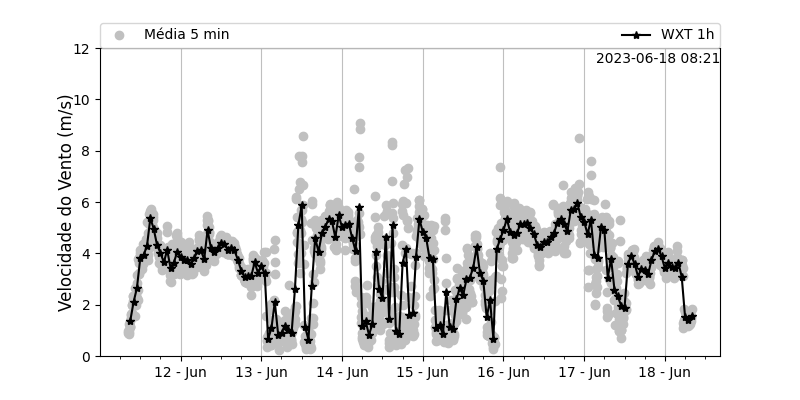 Média 5 min
WXT 1h
2023-06-18 08:21
Velocidade do Vento (m/s)
12
10
8
6
4
2
0
12 - Jun
13 - Jun
14 - Jun
15 - Jun
16 - Jun
17 - Jun
18 - Jun